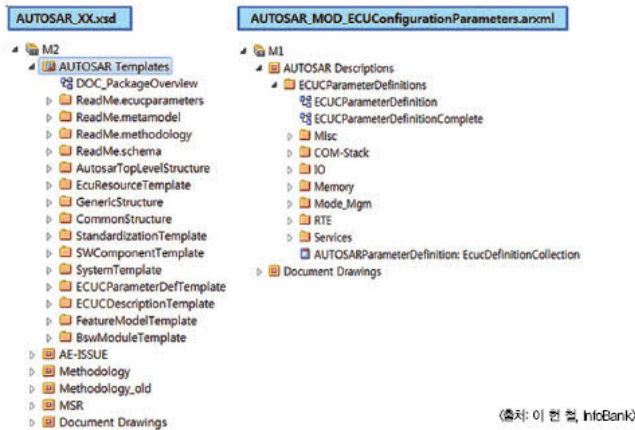 AUTOSAR_XX.xsd
M2
AUTOSAR Templates
DOC_PackageOverview
ReadMe.ecucparameters
ReadMe.metamodel
ReadMe.methodology
ReadMe.schema
AutosarTopLevelStructure
EcuResourceTemplate
GenericStructure
CommonStructure
StandardizationTemplate
SWComponentTemplate
SystemTemplate
ECUCParameterDefTemplate
ECUCDescriptionTemplate
FeatureModelTemplate
BswModuleTemplate
AE-ISSUE
Methodology
Methodology_old
MSR
Document Drawings
AUTOSAR_MOD_ECUConfigurationParameters.arxml
M1
AUTOSAR Descriptions
ECUCParameterDefinitions
ECUCParameterDefinition
ECUCParameterDefinitionComplete
Misc
COM-Stack
IO
Memory
Mode_Mgm
RTE
Services
AUTOSARParameterDefinition: EcucDefinitionCollection
Document Drawings
〈출처: 이 현 철, InfoBank〉